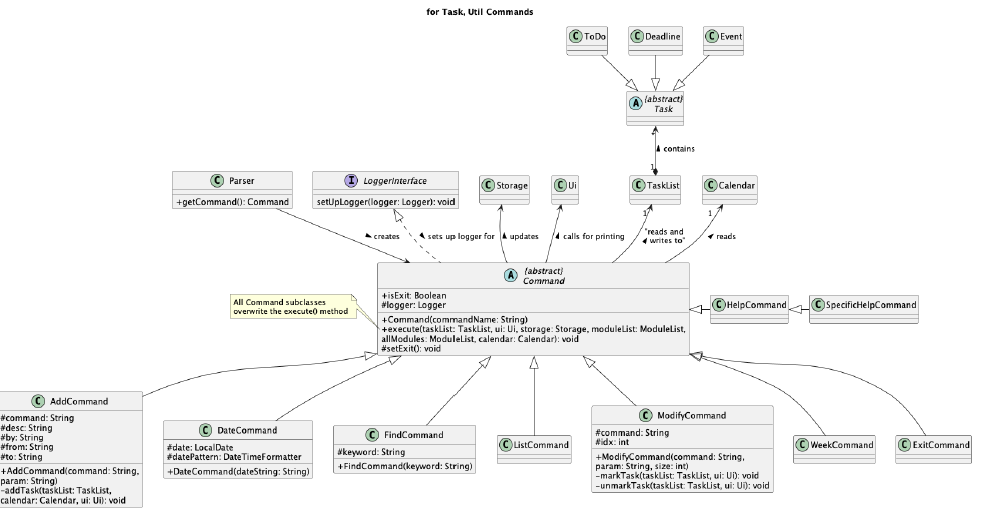 for Task, Util Commands
C ToDo
C Deadline
C Event
A {abstract}
Task
*
contains
1
C Parser
+getCommand(): Command
I LoggerInterface
setUpLogger(logger: Logger): void
C Storage
C Ui
C TaskList
C Calendar
1
1
creates
sets up logger for
updates
calls for printing
"reads and
writes to"
reads
A {abstract}
Command
+isExit: Boolean
#logger: Logger
+Command(commandName: String)
+execute(taskList: TaskList, ui: Ui, storage: Storage, moduleList: ModuleList,
allModules: ModuleList, calendar: Calendar): void
#setExit(): void
All Command subclasses
overwrite the execute() method
C HelpCommand
C SpecificHelpCommand
C AddCommand
#command: String
#desc: String
#by: String
#from: String
#to: String
+AddCommand(command: String,
param: String)
-addTask(taskList: TaskList,
calendar: Calendar, ui: Ui): void
C DateCommand
#date: LocalDate
#datePattern: DateTimeFormatter
+DateCommand(dateString: String)
C FindCommand
#keyword: String
+FindCommand(keyword: String)
C ListCommand
C ModifyCommand
#command: String
#idx: int
+ModifyCommand(command: String,
param: String, size: int)
-markTask(taskList: TaskList, ui: Ui): void
-unmarkTask(taskList: TaskList, ui: Ui): void
C WeekCommand
C ExitCommand